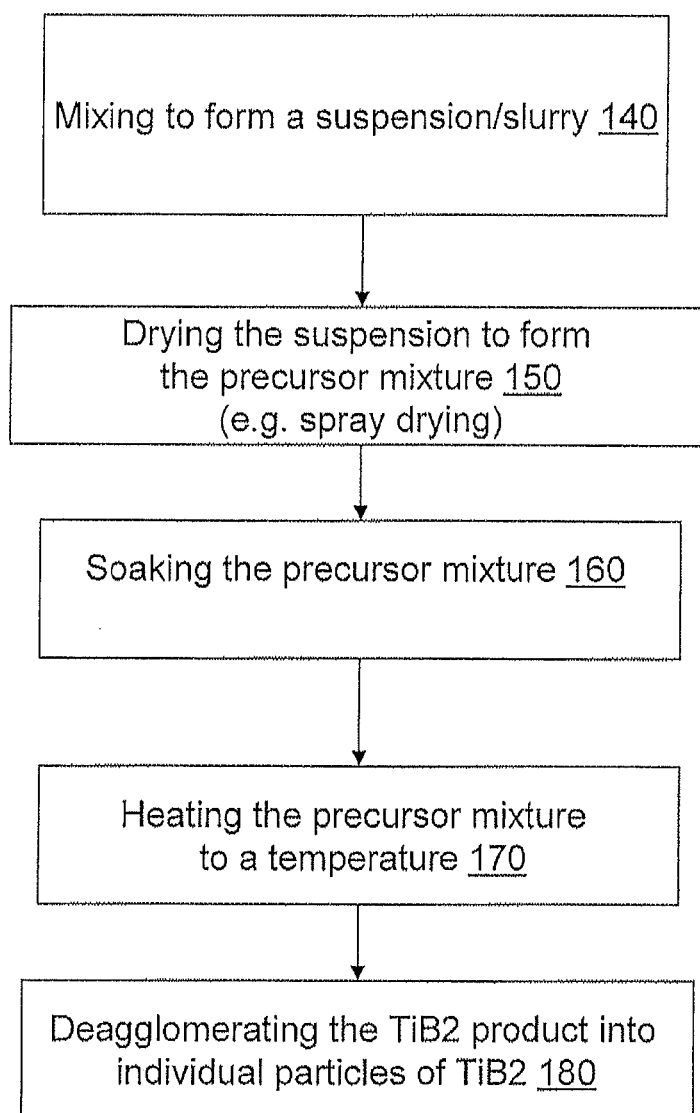 Mixing to form a suspension/slurry 140
Drying the suspension to form
the precursor mixture 150
(e.g. spray drying)
Soaking the precursor mixture 160
Heating the precursor mixture
to a temperature 170
Deagglomerating the TiB2 product into
individual particles of TiB2 180